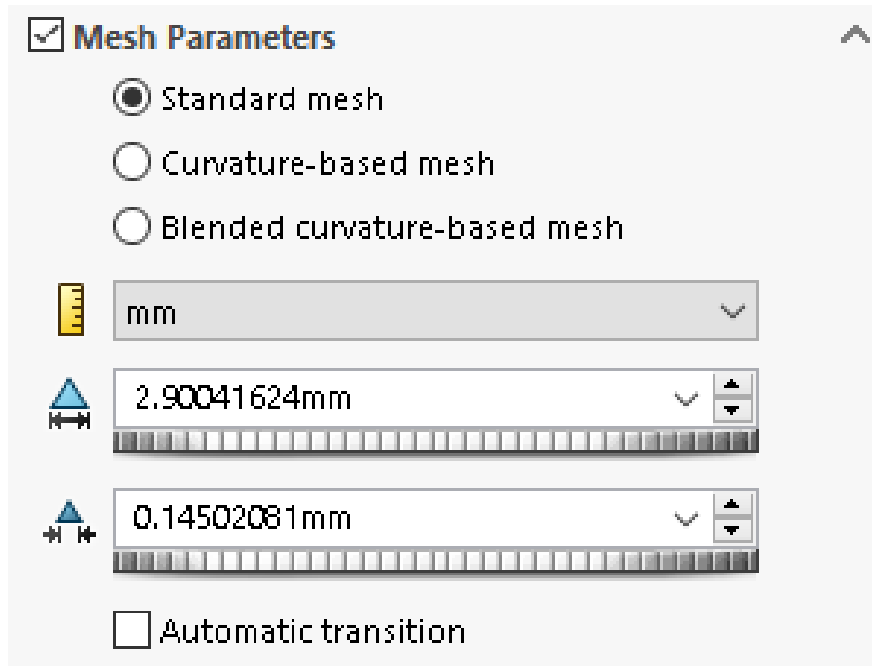 Mesh Parameters
Standard mesh
Curvature-based mesh
Blended curvature-based mesh
mm
2.90041624mm
0.14502081mm
Automatic transition